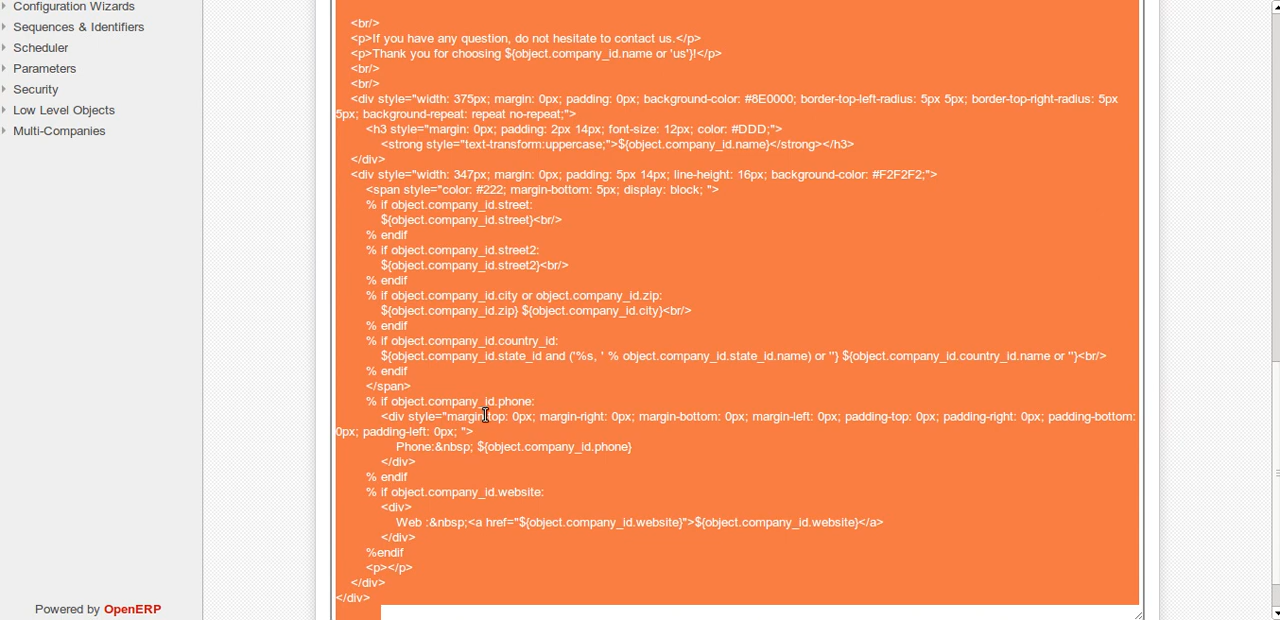 Configuration Wizards
Sequences & Identifiers
Scheduler
Parameters
Security
Low Level Objects
Multi-Companies
Powered by OpenERP
<br/>
<p>If you have any question, do not hesitate to contact us.</p>
<p>Thank you for choosing ${object.company_id.name or 'us'}!</p>
<br/>
<br/>
<div style="width: 375px; margin: 0px; padding: 0px; background-color: #8E0000; border-top-left-radius: 5px 5px; border-top-right-radius: 5px
5px; background-repeat: repeat no-repeat;">
<h3 style="margin: 0px; padding: 2px 14px; font-size: 12px; color: #DDD;">
<strong style="text-transform:uppercase;">${object.company_id.name}</strong></h3>
</div>
<div style="width: 347px; margin: 0px; padding: 5px 14px; line-height: 16px; background-color: #F2F2F2;">
<span style="color: #222; margin-bottom: 5px; display: block; ">
% if object.company_id.street:
${object.company_id.street}<br/>
% endif
% if object.company_id.street2:
${object.company_id.street2}<br/>
% endif
% if object.company_id.city or object.company_id.zip:
${object.company_id.zip} ${object.company_id.city}<br/>
% endif
% if object.company_id.country_id:
${object.company_id.state_id and ('%s, ' % object.company_id.state_id.name) or ''} ${object.company_id.country_id.name or ''}<br/>
% endif
</span>
% if object.company_id.phone:
<div style="margin-top: 0px; margin-right: 0px; margin-bottom: 0px; margin-left: 0px; padding-top: 0px; padding-right: 0px; padding-bottom:
0px; padding-left: 0px; ">
Phone:&nbsp; ${object.company_id.phone}
</div>
% endif
% if object.company_id.website:
<div>
Web :&nbsp;<a href="${object.company_id.website}">${object.company_id.website}</a>
</div>
%endif
<p></p>
</div>
</div>